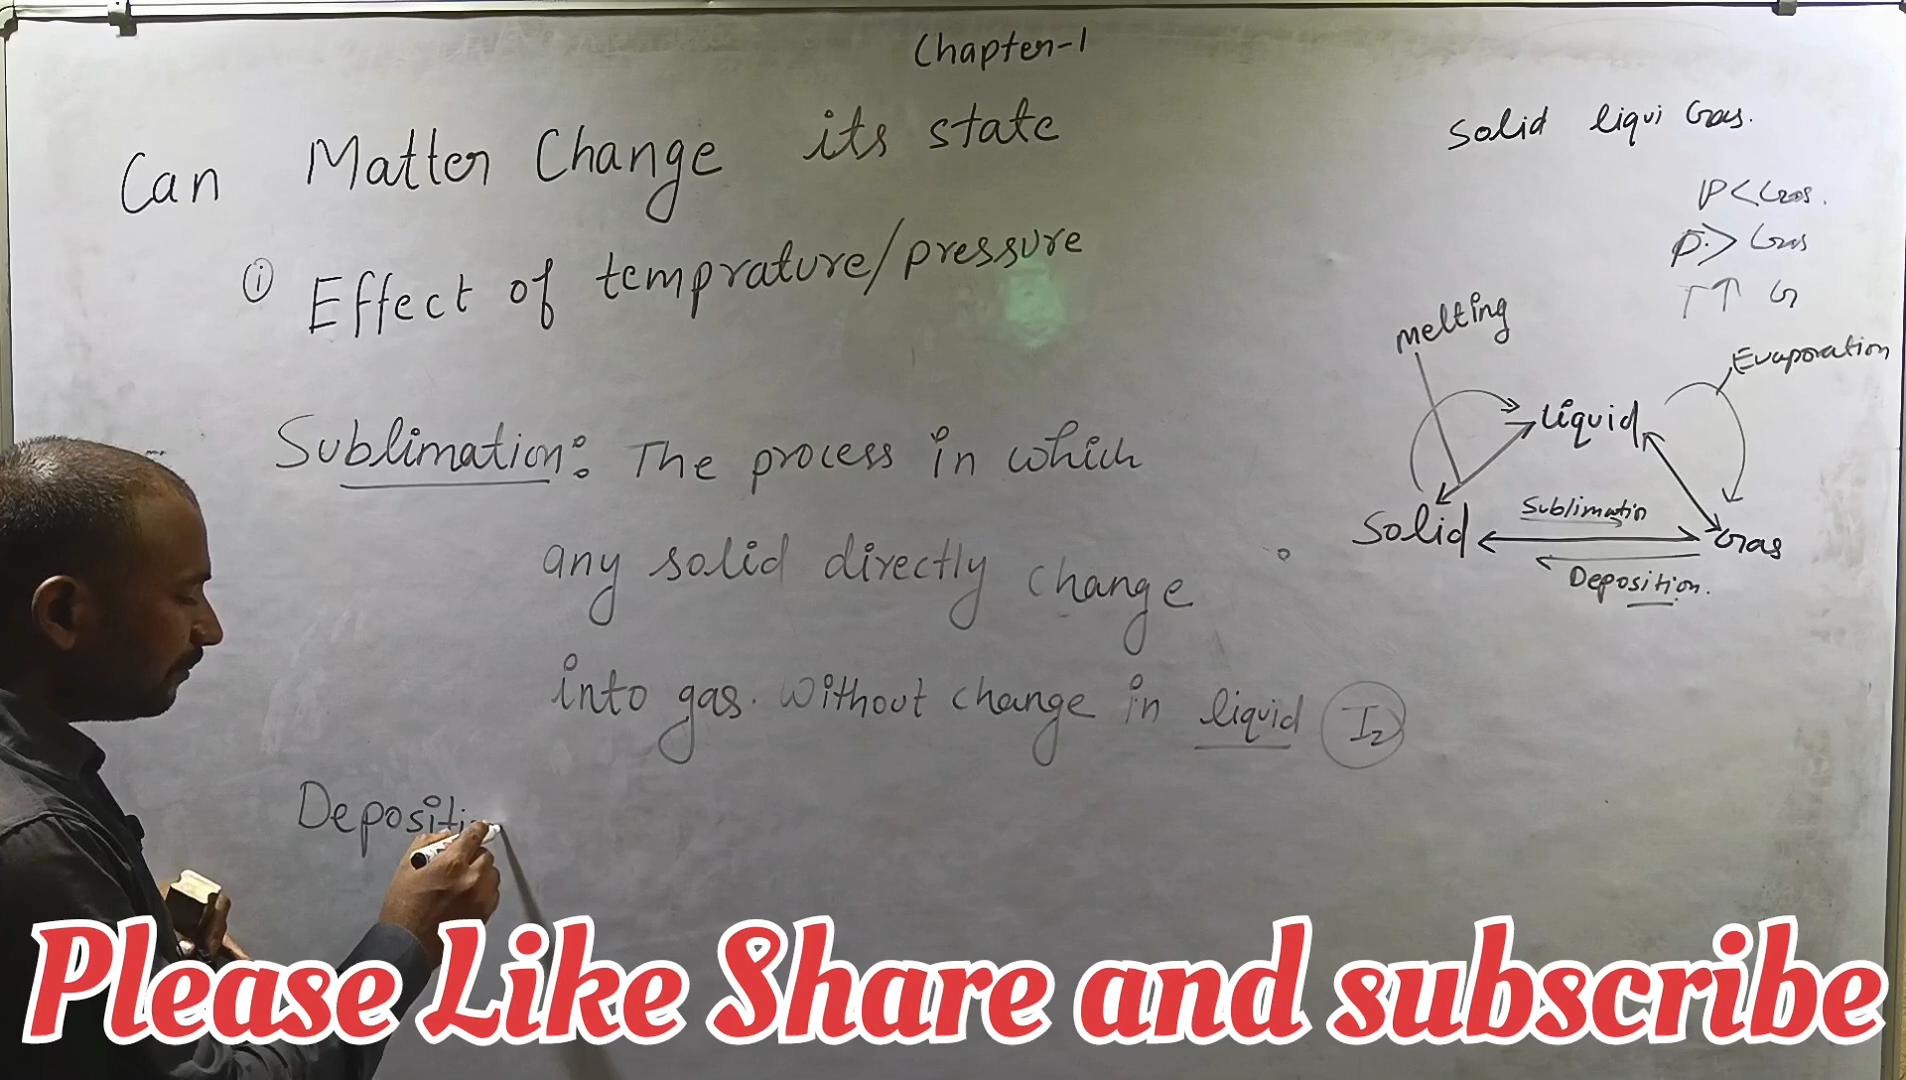 Chapter-1
Can Matter Change its state
① Effect of temprature/pressure
Sublimation: The process in which
any solid directly change
into gas. Without change in liquid I₂
Depositi
Solid liqui Gas.
P < Gas.
P > Gas
T ↑ G
melting
Evaporation
liquid
Sublimatin
Solid Gas
Deposition.
Please Like Share and subscribe